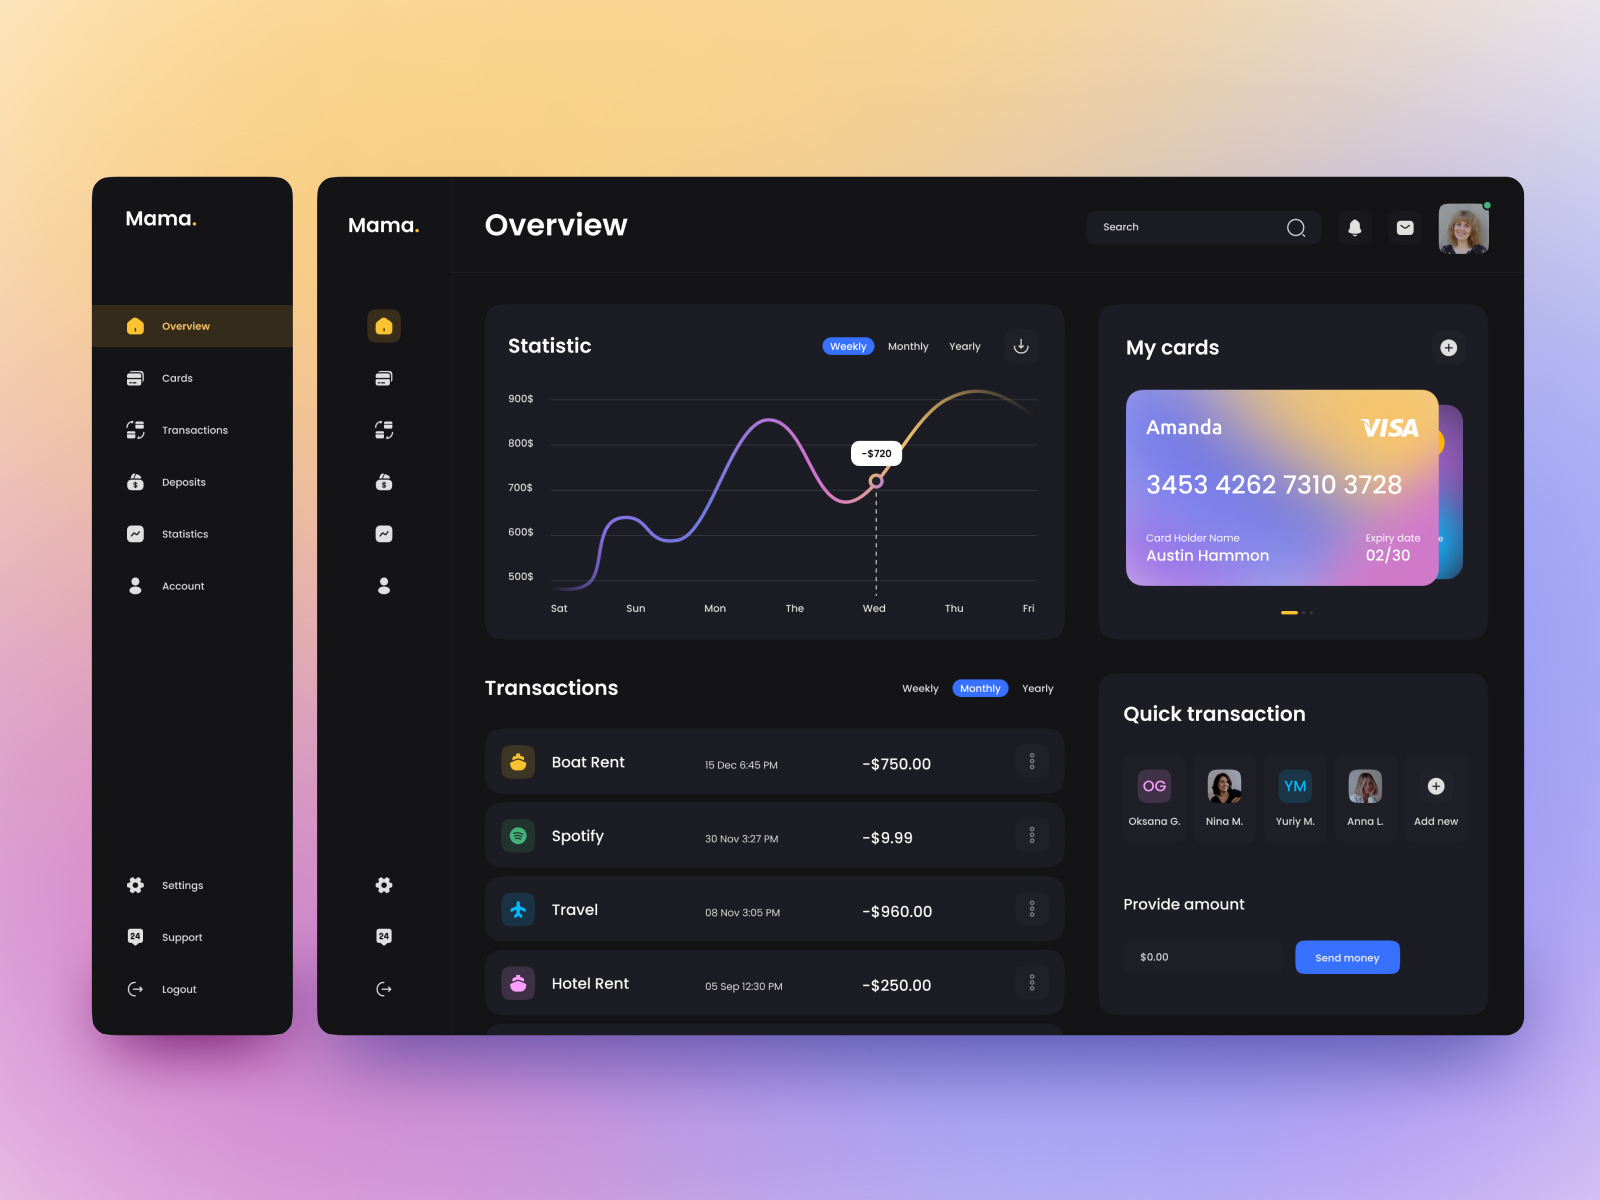 Mama.
Overview
Cards
Transactions
Deposits
$
Statistics
Account
Settings
24 Support
Logout
Mama.
$
24
Overview
Search
Statistic
Weekly Monthly Yearly
900$
800$
700$
600$
500$
-$720
Sat Sun Mon The Wed Thu Fri
My cards
Amanda VISA
3453 4262 7310 3728
Card Holder Name Expiry date
Austin Hammon 02/30
e
Transactions
Weekly Monthly Yearly
Boat Rent 15 Dec 6:45 PM -$750.00
Spotify 30 Nov 3:27 PM -$9.99
Travel 08 Nov 3:05 PM -$960.00
Hotel Rent 05 Sep 12:30 PM -$250.00
Quick transaction
OG YM
Oksana G. Nina M. Yuriy M. Anna L. Add new
Provide amount
$0.00 Send money